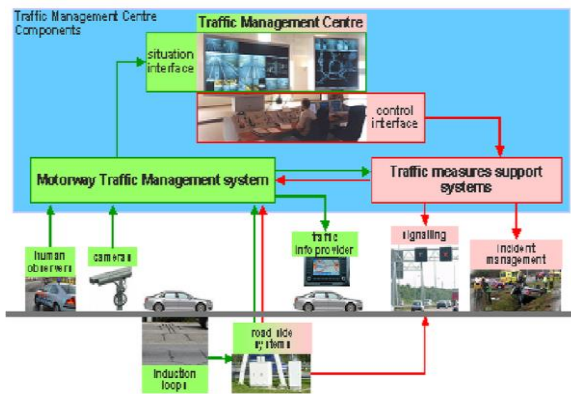 Traffic Management Centre
Components
Traffic Management Centre
situation
interface
control
interface
Motorway Traffic Management system
Traffic measures support
systems
human
observers
cameras
traffic
info provider
signalling
incident
management
induction
loops
road side
systems